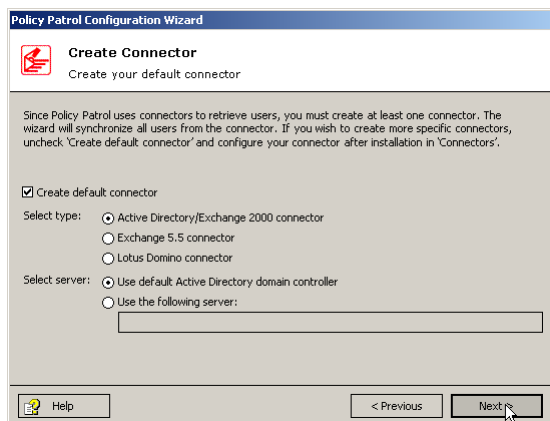 Policy Patrol Configuration Wizard
Create Connector
Create your default connector
Since Policy Patrol uses connectors to retrieve users, you must create at least one connector. The
wizard will synchronize all users from the connector. If you wish to create more specific connectors,
uncheck 'Create default connector' and configure your connector after installation in 'Connectors'.
Create default connector
Select type:
Active Directory/Exchange 2000 connector
Exchange 5.5 connector
Lotus Domino connector
Select server:
Use default Active Directory domain controller
Use the following server:
Help
< Previous
Next >